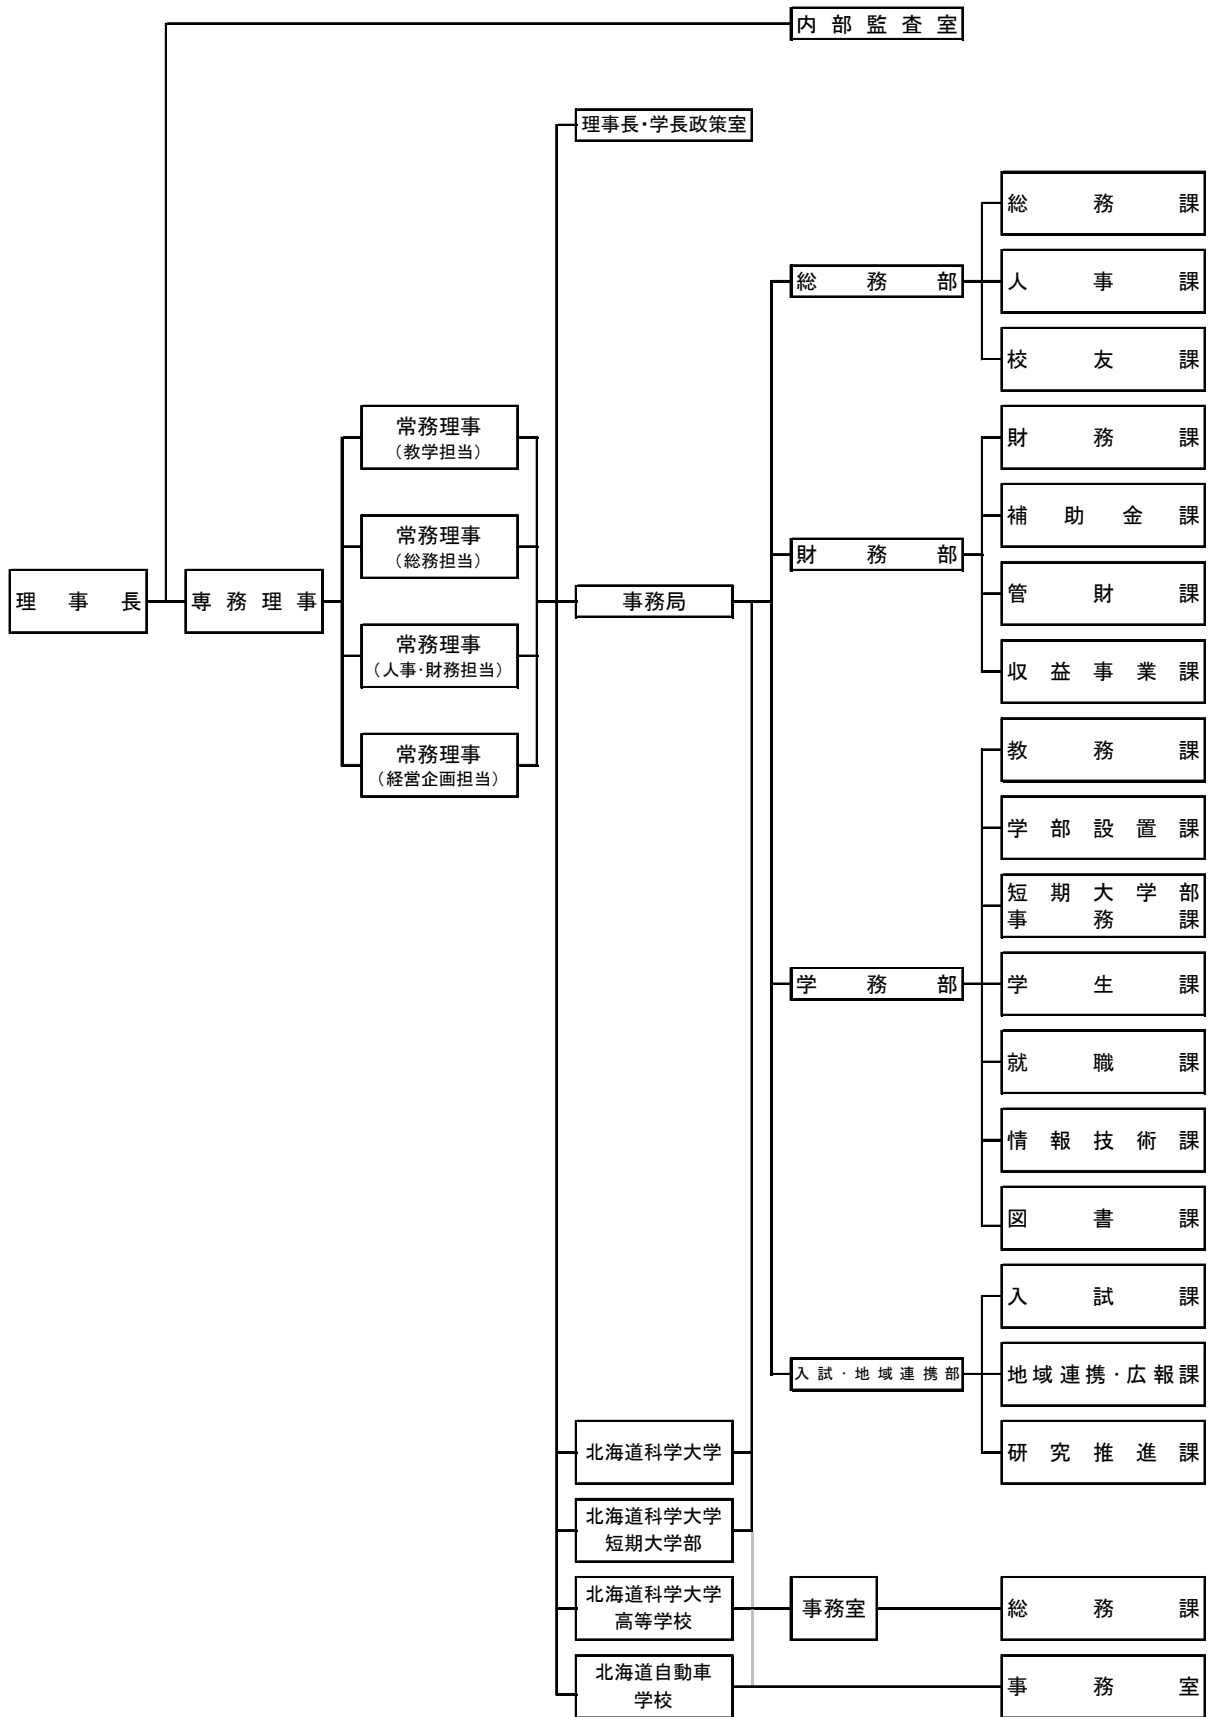 内部監査室
理事長・学長政策室
総務課
総務部
人事課
校友課
常務理事
（教学担当）
財務課
補助金課
常務理事
（総務担当）
財務部
理事長
専務理事
事務局
管財課
常務理事
（人事・財務担当）
収益事業課
常務理事
（経営企画担当）
教務課
学部設置課
短期大学部
事務課
学務部
学生課
就職課
情報技術課
図書課
入試課
入試・地域連携部
地域連携・広報課
北海道科学大学
研究推進課
北海道科学大学
短期大学部
北海道科学大学
高等学校
事務室
総務課
北海道自動車
学校
事務室